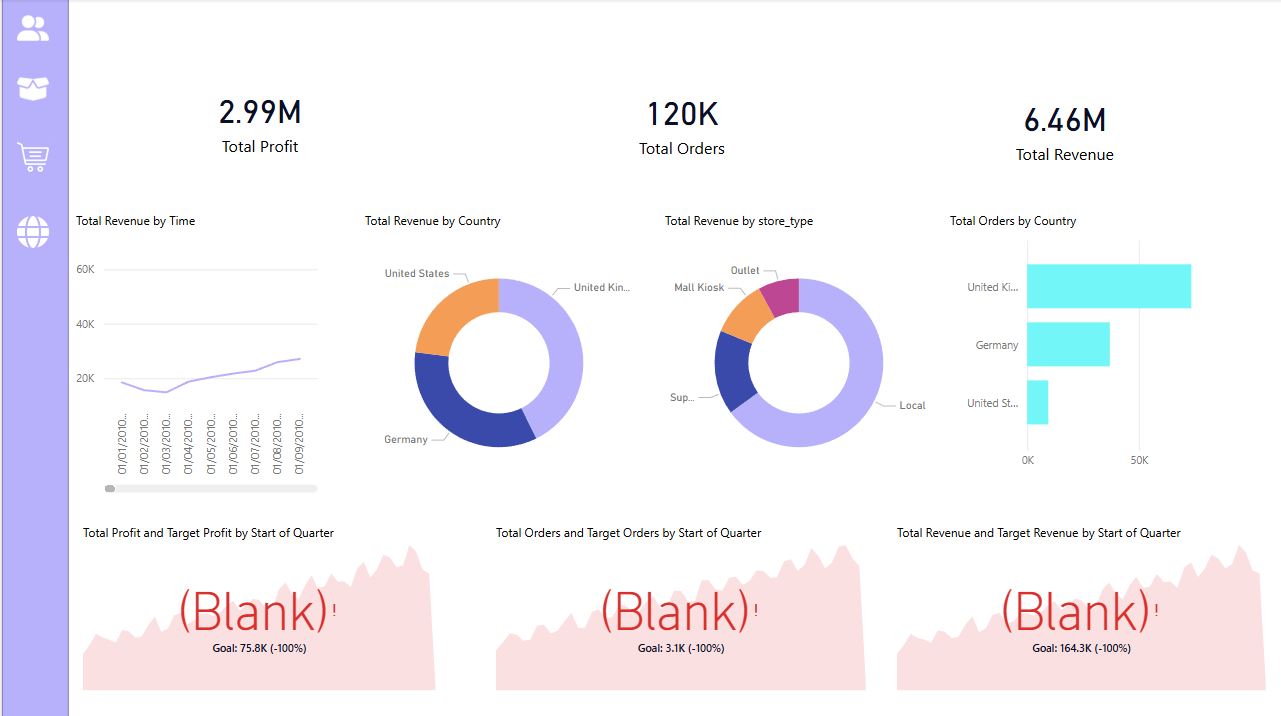 2.99M
Total Profit
120K
Total Orders
6.46M
Total Revenue
Total Revenue by Time
60K
40K
20K
01/01/2010...
01/02/2010...
01/03/2010...
01/04/2010...
01/05/2010...
01/06/2010...
01/07/2010...
01/08/2010...
01/09/2010...
Total Revenue by Country
United States
United Kin...
Germany
Total Revenue by store_type
Outlet
Mall Kiosk
Sup...
Local
Total Orders by Country
United Ki...
Germany
United St...
0K
50K
Total Profit and Target Profit by Start of Quarter
(Blank)!
Goal: 75.8K (-100%)
Total Orders and Target Orders by Start of Quarter
(Blank)!
Goal: 3.1K (-100%)
Total Revenue and Target Revenue by Start of Quarter
(Blank)!
Goal: 164.3K (-100%)